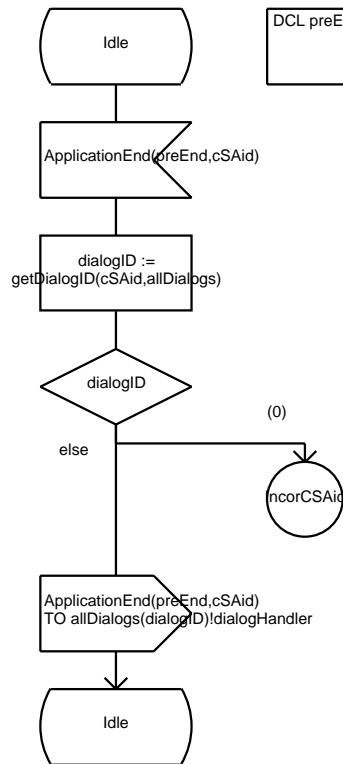 Idle
DCL preE
ApplicationEnd(preEnd,cSAid)
dialogID :=
getDialogID(cSAid,allDialogs)
dialogID
(0)
else
IncorCSAid
ApplicationEnd(preEnd,cSAid)
TO allDialogs(dialogID)!dialogHandler
Idle